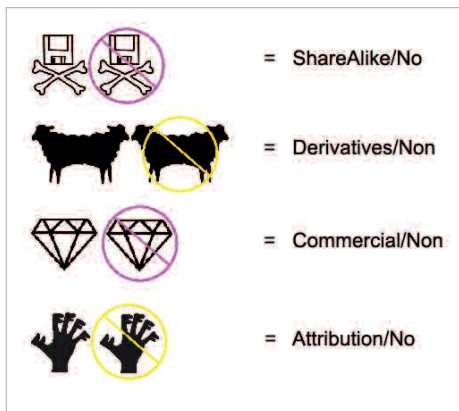 = ShareAlike/No
= Derivatives/Non
= Commercial/Non
= Attribution/No